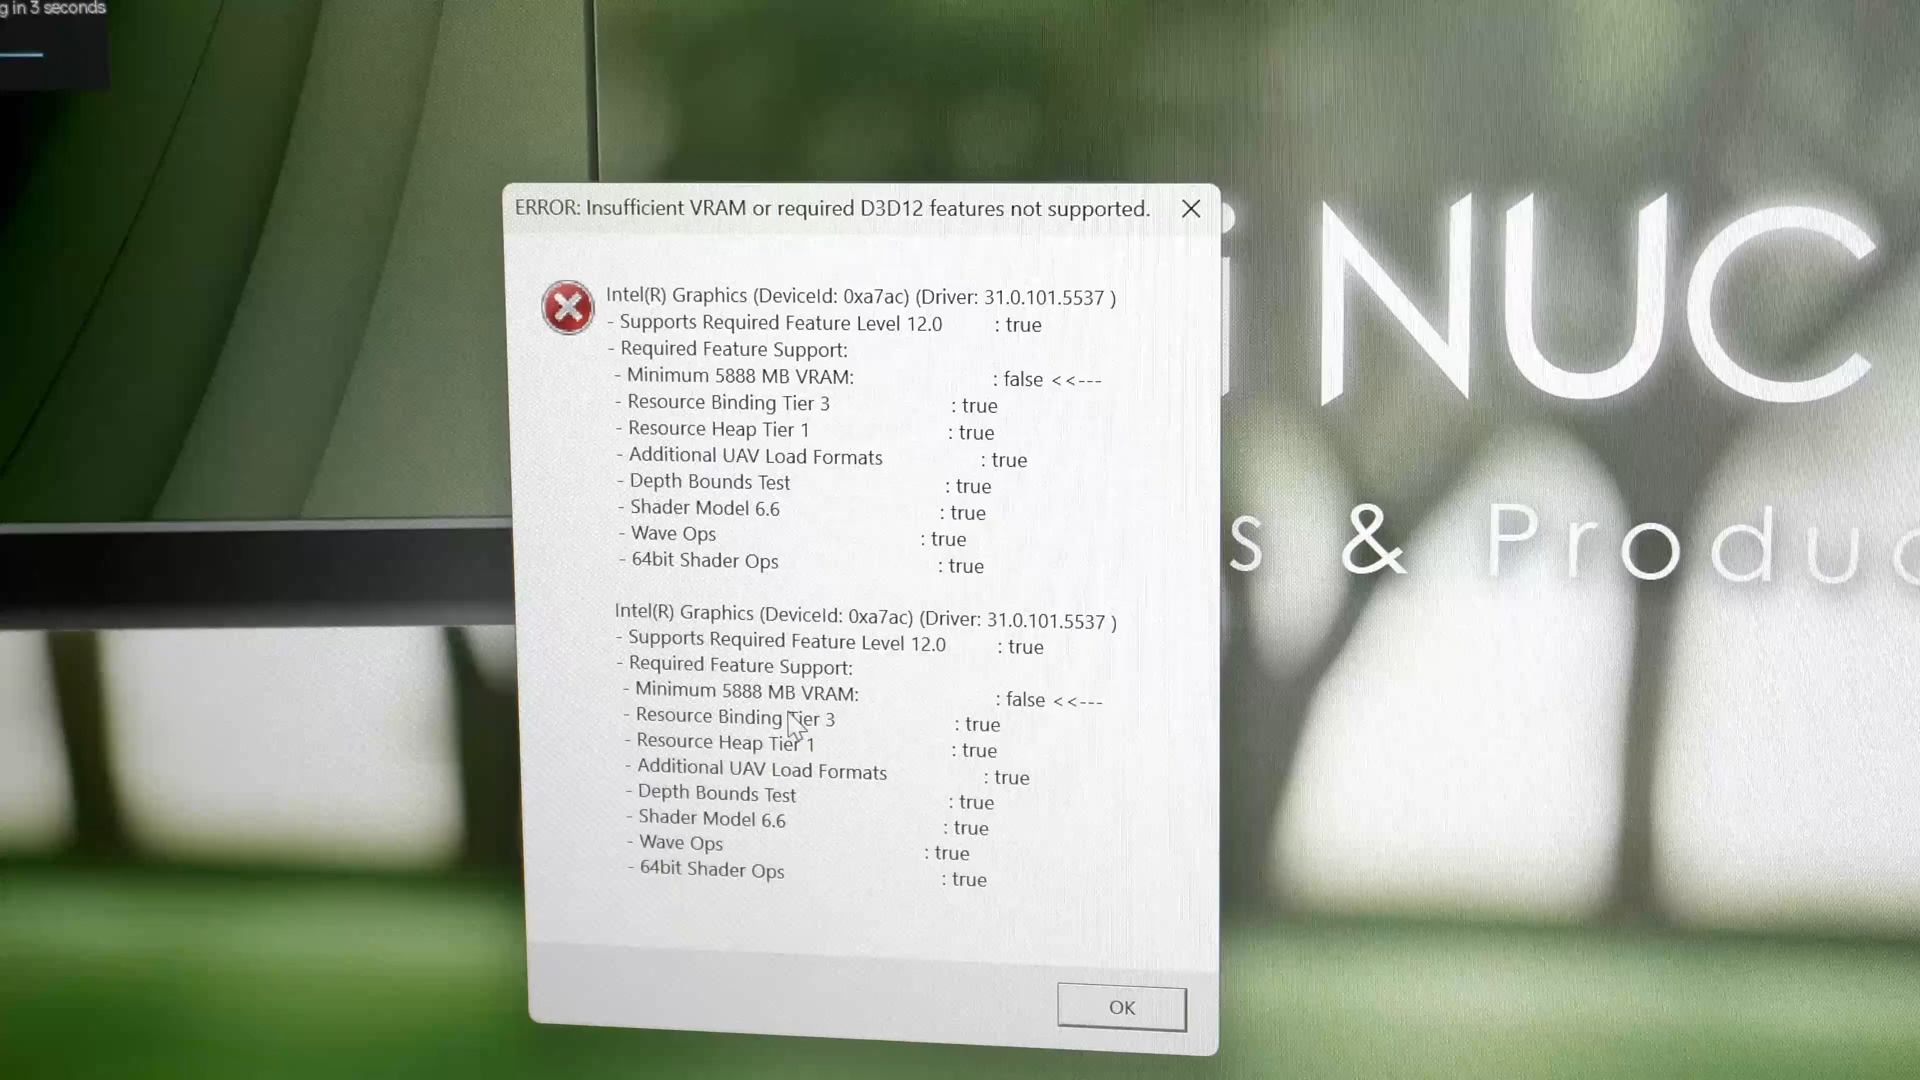 g in 3 seconds
ERROR: Insufficient VRAM or required D3D12 features not supported.
Intel(R) Graphics (DeviceId: 0xa7ac) (Driver: 31.0.101.5537 )
- Supports Required Feature Level 12.0 : true
- Required Feature Support:
- Minimum 5888 MB VRAM: : false <<---
- Resource Binding Tier 3 : true
- Resource Heap Tier 1 : true
- Additional UAV Load Formats : true
- Depth Bounds Test : true
- Shader Model 6.6 : true
- Wave Ops : true
- 64bit Shader Ops : true
Intel(R) Graphics (DeviceId: 0xa7ac) (Driver: 31.0.101.5537 )
- Supports Required Feature Level 12.0 : true
- Required Feature Support:
- Minimum 5888 MB VRAM: : false <<---
- Resource Binding Tier 3 : true
- Resource Heap Tier 1 : true
- Additional UAV Load Formats : true
- Depth Bounds Test : true
- Shader Model 6.6 : true
- Wave Ops : true
- 64bit Shader Ops : true
OK
i NUC
s & Produc